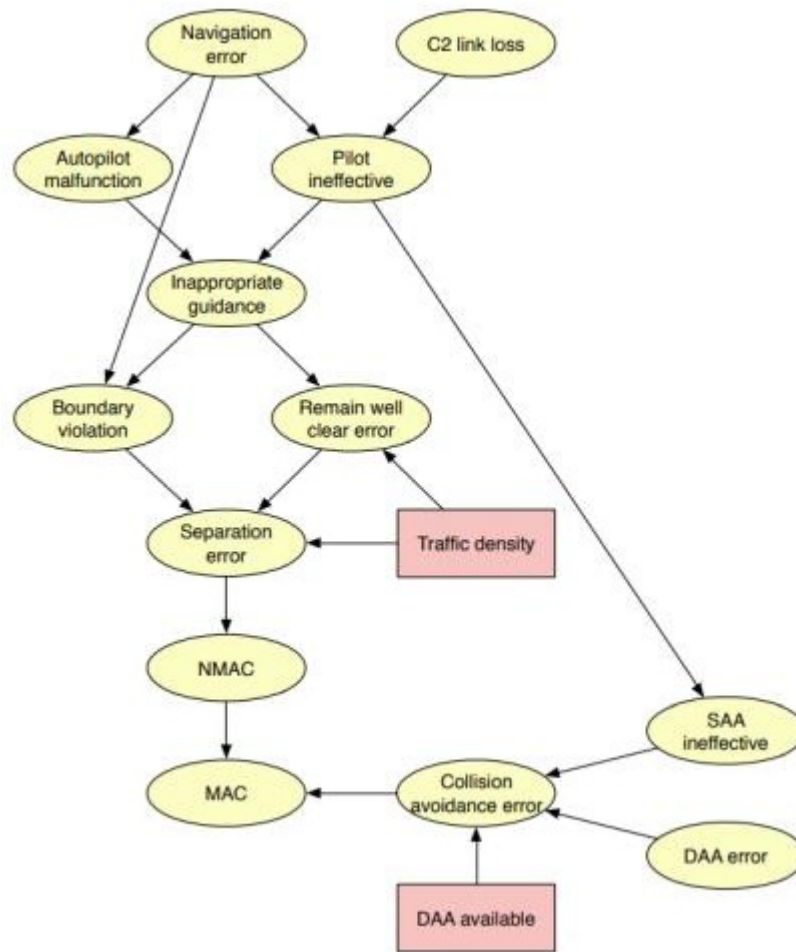 Navigation
error
C2 link loss
Autopilot
malfunction
Pilot
ineffective
Inappropriate
guidance
Boundary
violation
Remain well
clear error
Separation
error
Traffic density
NMAC
SAA
ineffective
MAC
Collision
avoidance error
DAA error
DAA available